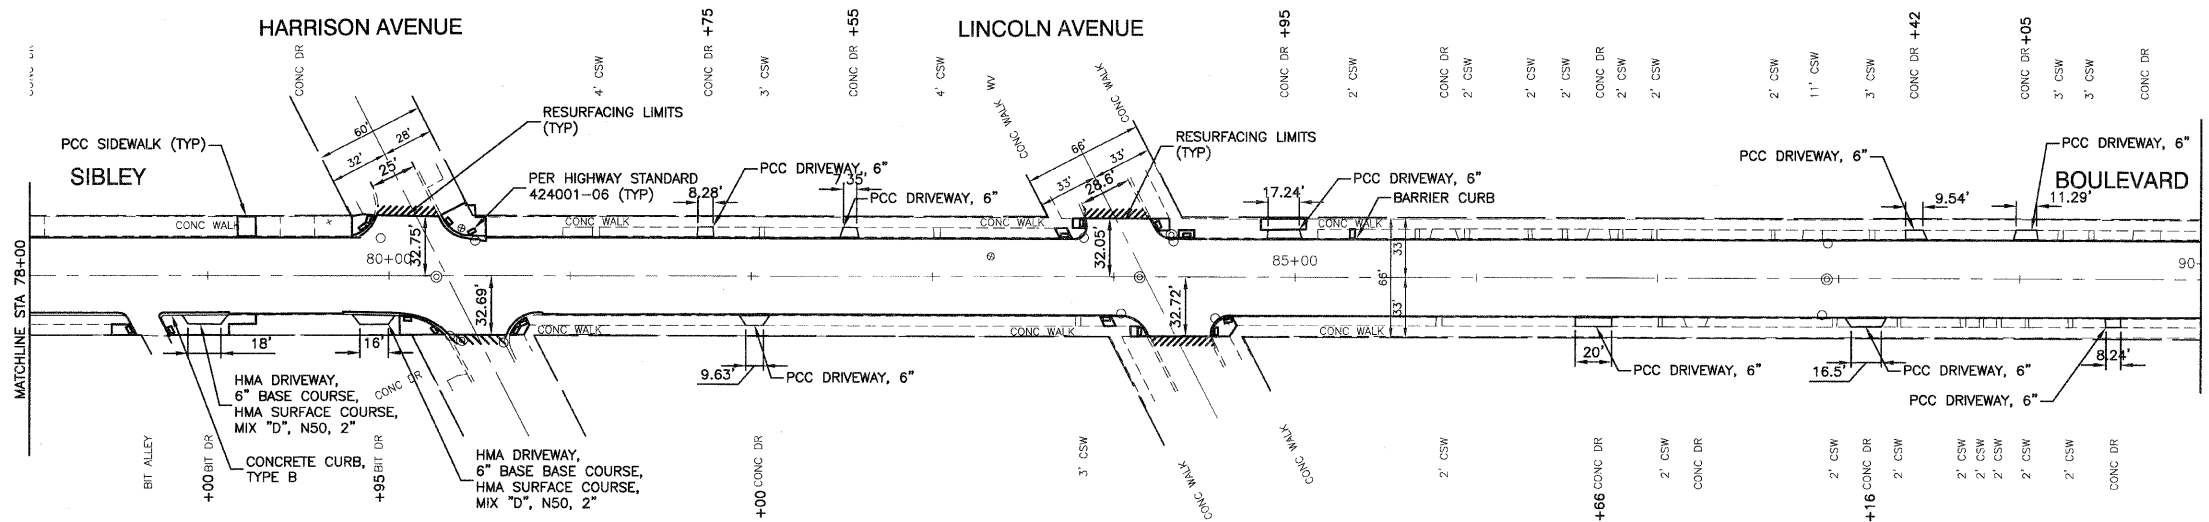 HARRISON AVENUE
LINCOLN AVENUE
CONC DR
CONC DR
4' CSW
CONC DR +75
3' CSW
CONC DR +55
4' CSW
CONC WALK WV
CONC WALK
CONC WALK
CONC DR +95
2' CSW
CONC DR
2' CSW
2' CSW
2' CSW
CONC DR
2' CSW
2' CSW
2' CSW
11' CSW
3' CSW
CONC DR +42
CONC DR +05
3' CSW
3' CSW
CONC DR
PCC SIDEWALK (TYP)
SIBLEY
60'
32'
28'
25'
RESURFACING LIMITS
(TYP)
PER HIGHWAY STANDARD
424001-06 (TYP)
PCC DRIVEWAY, 6"
8.28'
7.35'
PCC DRIVEWAY, 6"
66'
33'
33'
28.6'
RESURFACING LIMITS
(TYP)
17.24'
PCC DRIVEWAY, 6"
BARRIER CURB
PCC DRIVEWAY, 6"
PCC DRIVEWAY, 6"
BOULEVARD
9.54'
11.29'
CONC WALK
CONC WALK
CONC WALK
CONC WALK
MATCHLINE STA 78+00
80+00
32.75'
32.69'
32.05'
32.72'
85+00
66'
33'
33'
90
CONC WALK
CONC WALK
CONC WALK
18'
16'
9.63'
PCC DRIVEWAY, 6"
20'
PCC DRIVEWAY, 6"
16.5'
PCC DRIVEWAY, 6"
8.24'
PCC DRIVEWAY, 6"
HMA DRIVEWAY,
6" BASE COURSE,
HMA SURFACE COURSE,
MIX "D", N50, 2"
CONC DR
CONCRETE CURB,
TYPE B
HMA DRIVEWAY,
6" BASE BASE COURSE,
HMA SURFACE COURSE,
MIX "D", N50, 2"
BIT ALLEY
+00 BIT DR
+95 BIT DR
+00 CONC DR
3' CSW
CONC WALK
CONC WALK
2' CSW
+66 CONC DR
2' CSW
CONC DR
2' CSW
+16 CONC DR
2' CSW
2' CSW
2' CSW
2' CSW
2' CSW
CONC DR